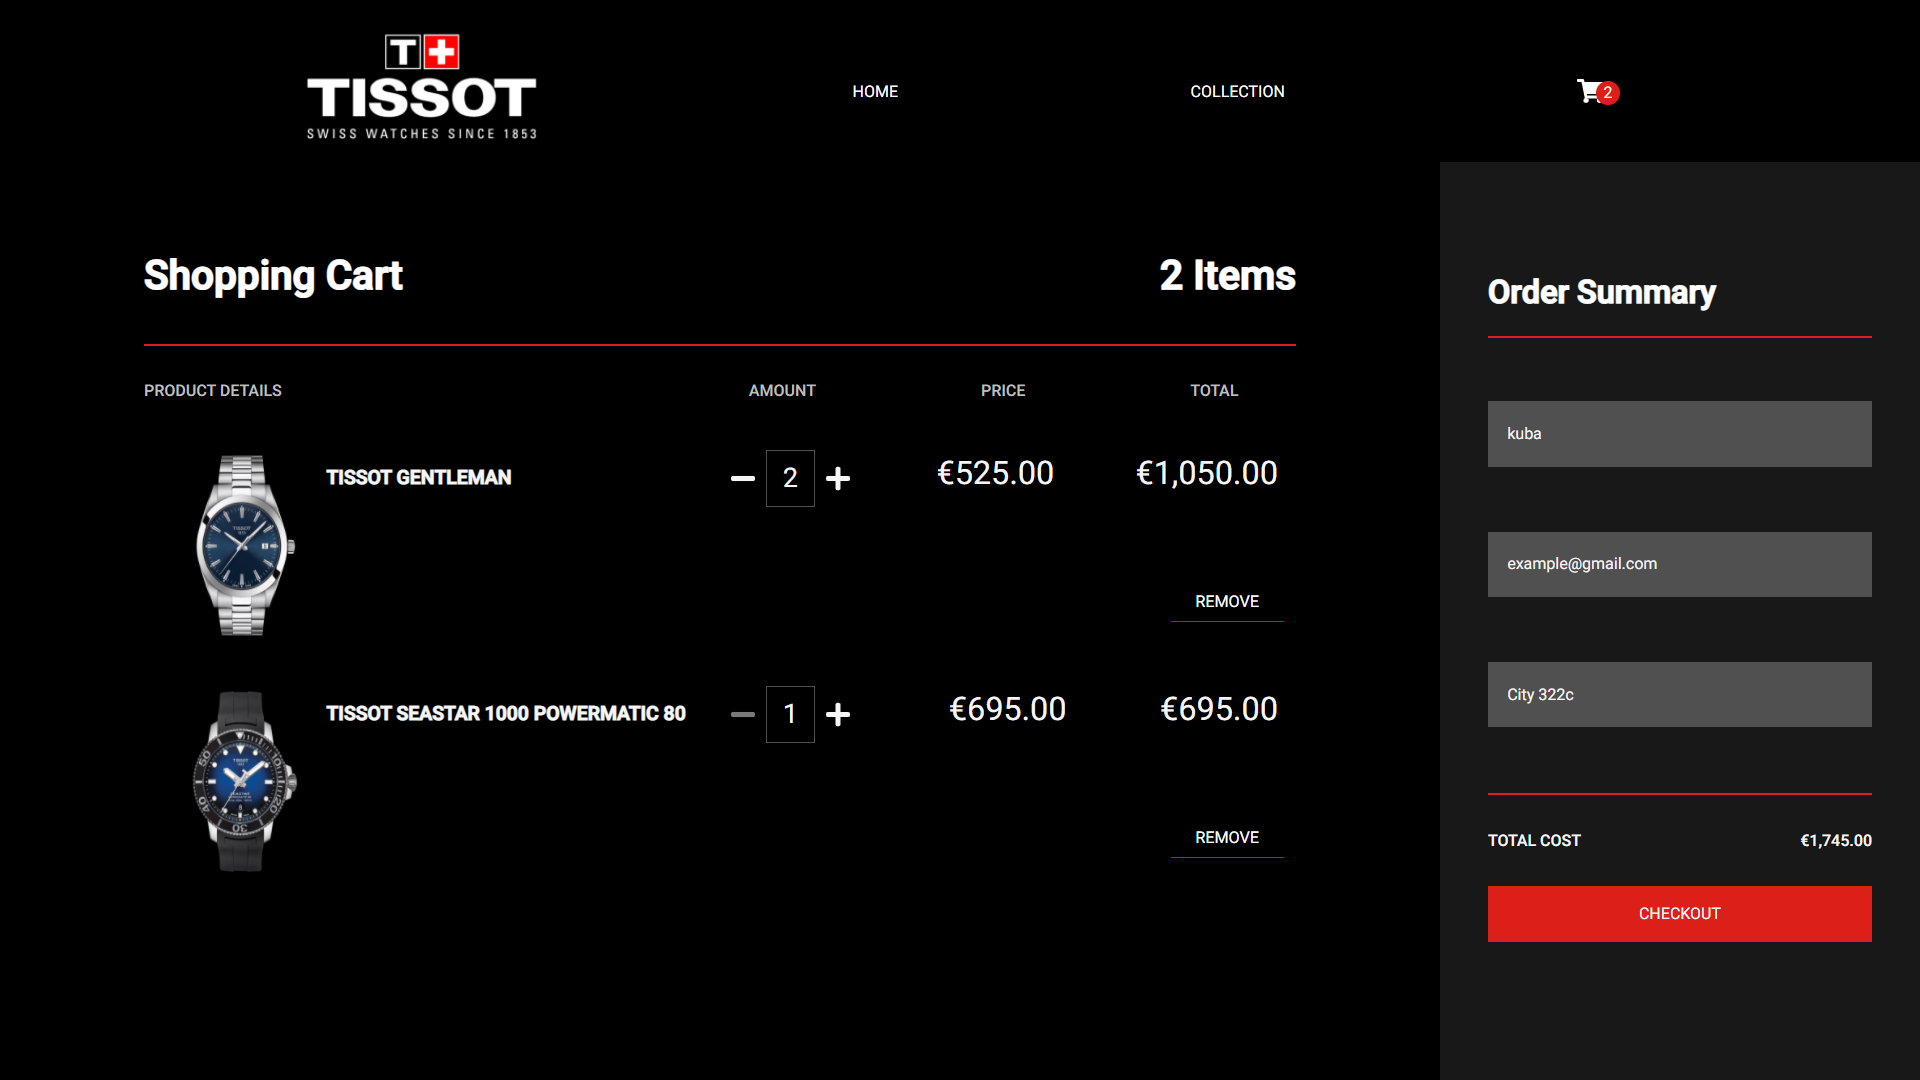 T+
TISSOT
SWISS WATCHES SINCE 1853
HOME
COLLECTION
2
Shopping Cart
2 Items
PRODUCT DETAILS
AMOUNT
PRICE
TOTAL
TISSOT GENTLEMAN
2
€525.00
€1,050.00
REMOVE
TISSOT SEASTAR 1000 POWERMATIC 80
1
€695.00
€695.00
REMOVE
Order Summary
kuba
example@gmail.com
City 322c
TOTAL COST
€1,745.00
CHECKOUT